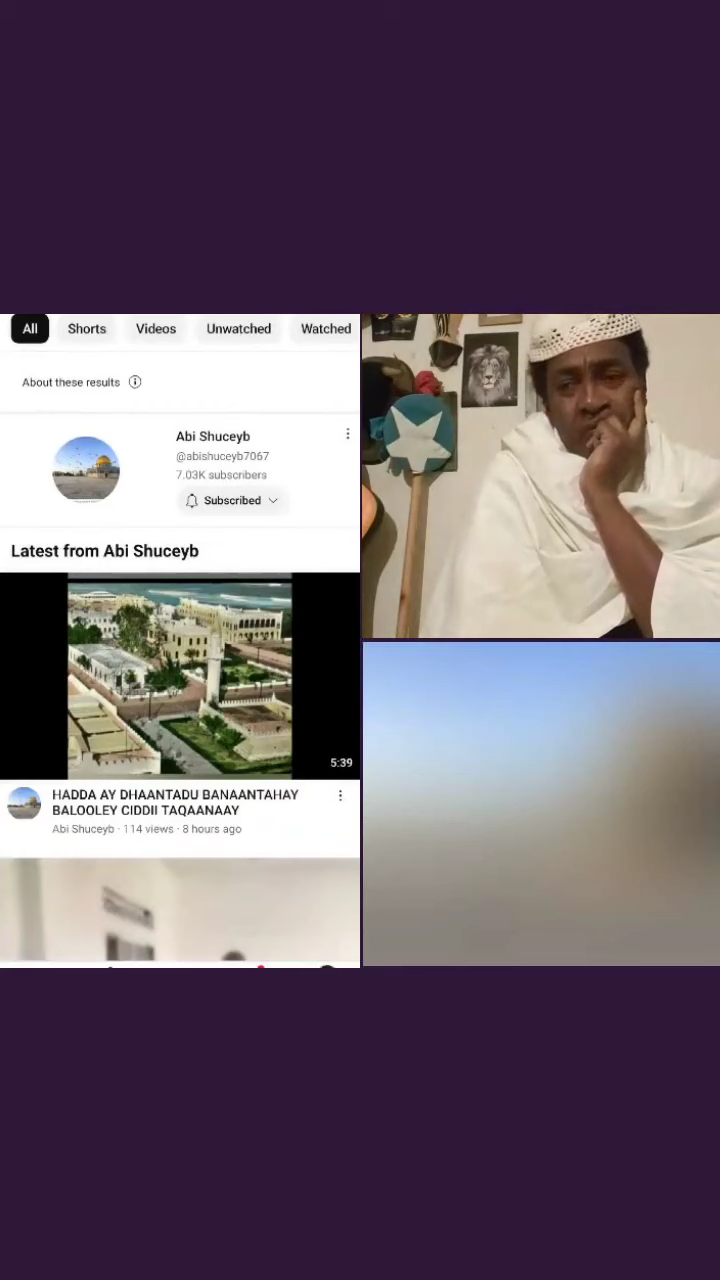 All Shorts Videos Unwatched Watched
About these results
Abi Shuceyb
@abishuceyb7067
7.03K subscribers
Subscribed
Latest from Abi Shuceyb
5:39
HADDA AY DHAANTADU BANAANTAHAY
BALOOLEY CIDDII TAQAANAAY
Abi Shuceyb · 114 views · 8 hours ago